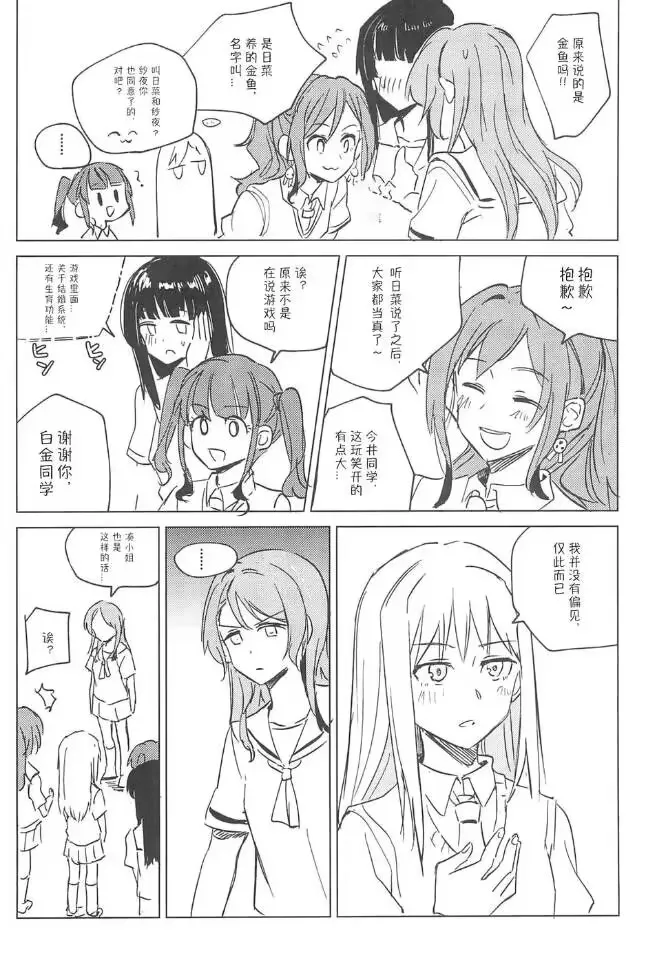 原来说的是
金鱼吗!!
是日菜
养的金鱼,
名字叫…
叫日菜和纱夜?
纱夜你
也同意了的,
对吧?
……
?
抱歉
抱歉~
听日菜说了之后,
大家都当真了~
今井同学,
这玩笑开的
有点大…
诶?
原来不是
在说游戏
吗
游戏里面…
关于结婚系统,
还有生育功能…
ヒソ
ヒソ
谢谢你,
白金同学
我并没有偏见,
仅此而已
……
凑小姐
也是
这样的话…
诶?